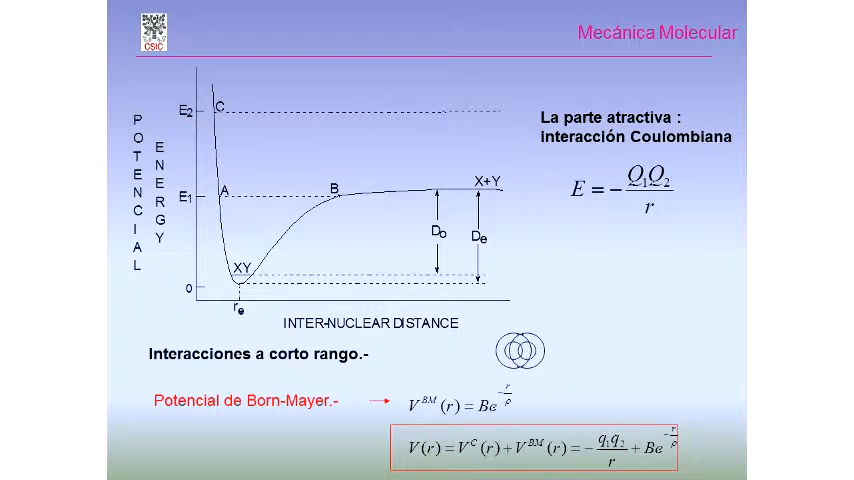 CSIC
Mecánica Molecular
POTENCIAL
ENERGY
E2
C
E1
A
B
X+Y
Do
De
XY
0
re
INTER-NUCLEAR DISTANCE
La parte atractiva :
interacción Coulombiana
E = − Q₁Q₂ / r
Interacciones a corto rango.-
Potencial de Born-Mayer.-
V^{BM} (r) = Be^{−r/ρ}
V(r) = V^{C} (r) + V^{BM} (r) = − q₁q₂ / r + Be^{−r/ρ}